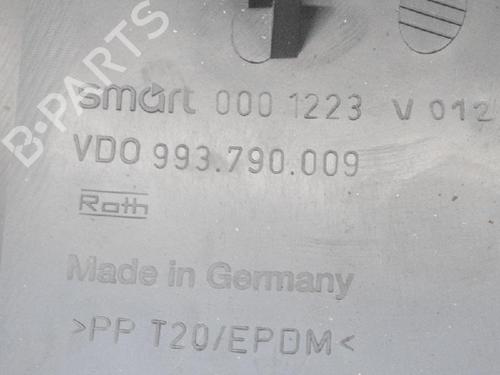 B-PARTS
smart 000 1223 V 012
VDO 993.790.009
Roth
Made in Germany
>PP T20/EPDM<